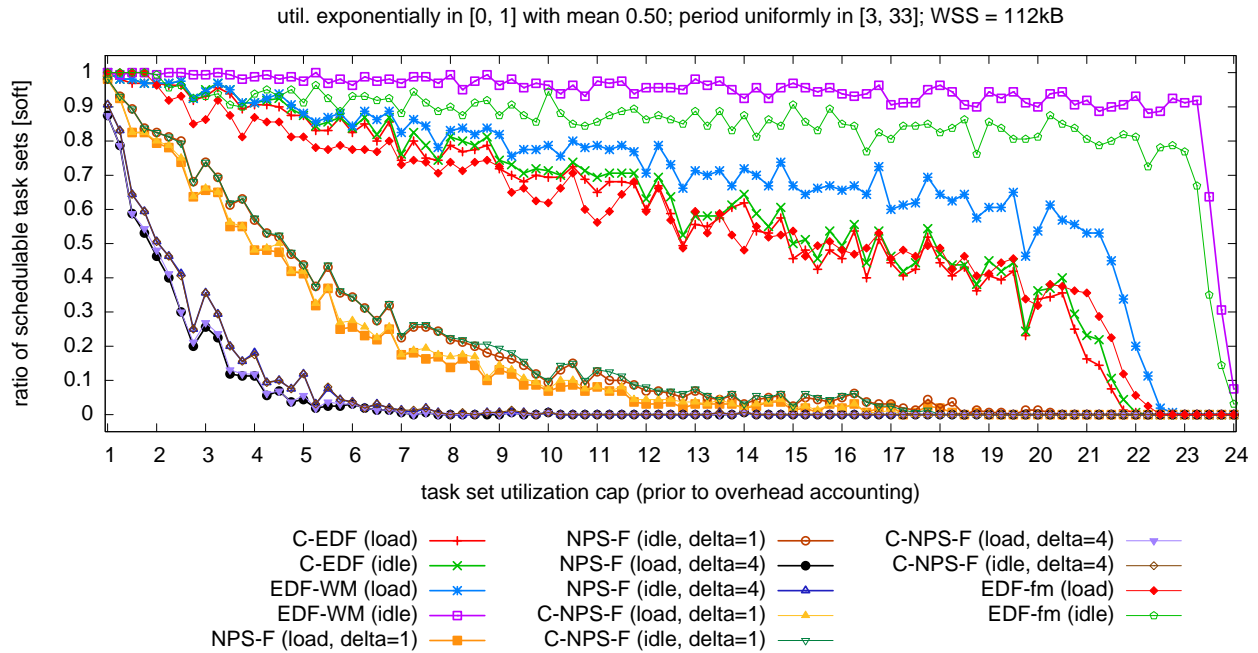 util. exponentially in [0, 1] with mean 0.50; period uniformly in [3, 33]; WSS = 112kB
ratio of schedulable task sets [soft]
1
0.9
0.8
0.7
0.6
0.5
0.4
0.3
0.2
0.1
0
1 2 3 4 5 6 7 8 9 10 11 12 13 14 15 16 17 18 19 20 21 22 23 24
task set utilization cap (prior to overhead accounting)
C-EDF (load)
C-EDF (idle)
EDF-WM (load)
EDF-WM (idle)
NPS-F (load, delta=1)
NPS-F (idle, delta=1)
NPS-F (load, delta=4)
NPS-F (idle, delta=4)
C-NPS-F (load, delta=1)
C-NPS-F (idle, delta=1)
C-NPS-F (load, delta=4)
C-NPS-F (idle, delta=4)
EDF-fm (load)
EDF-fm (idle)